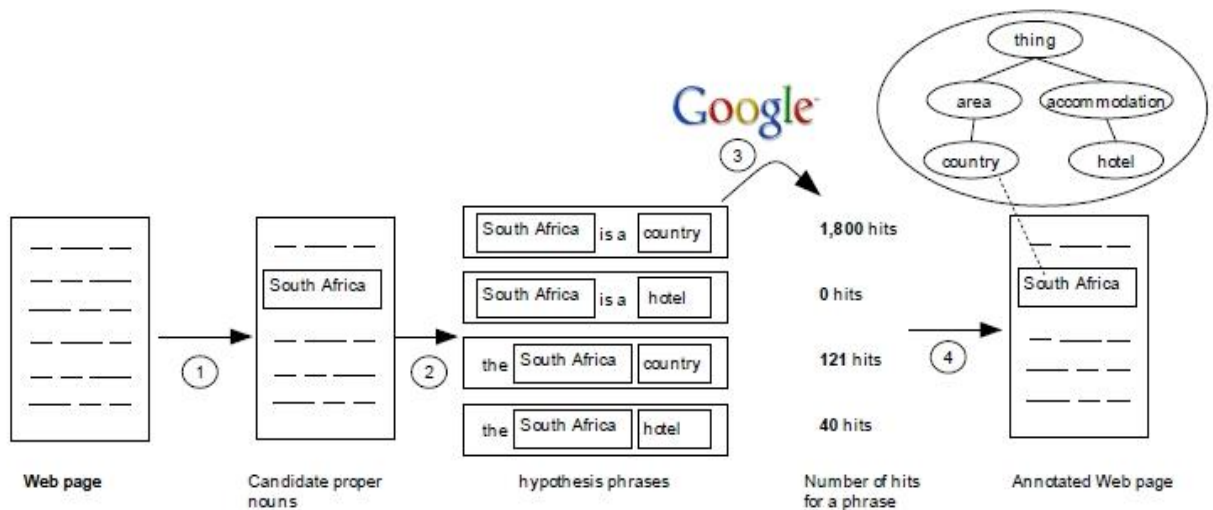 thing
Google
area
accommodation
3
country
hotel
South Africa is a country
1,800 hits
South Africa is a hotel
0 hits
South Africa
South Africa
1
2
the South Africa country
121 hits
4
the South Africa hotel
40 hits
Web page
Candidate proper
nouns
hypothesis phrases
Number of hits
for a phrase
Annotated Web page